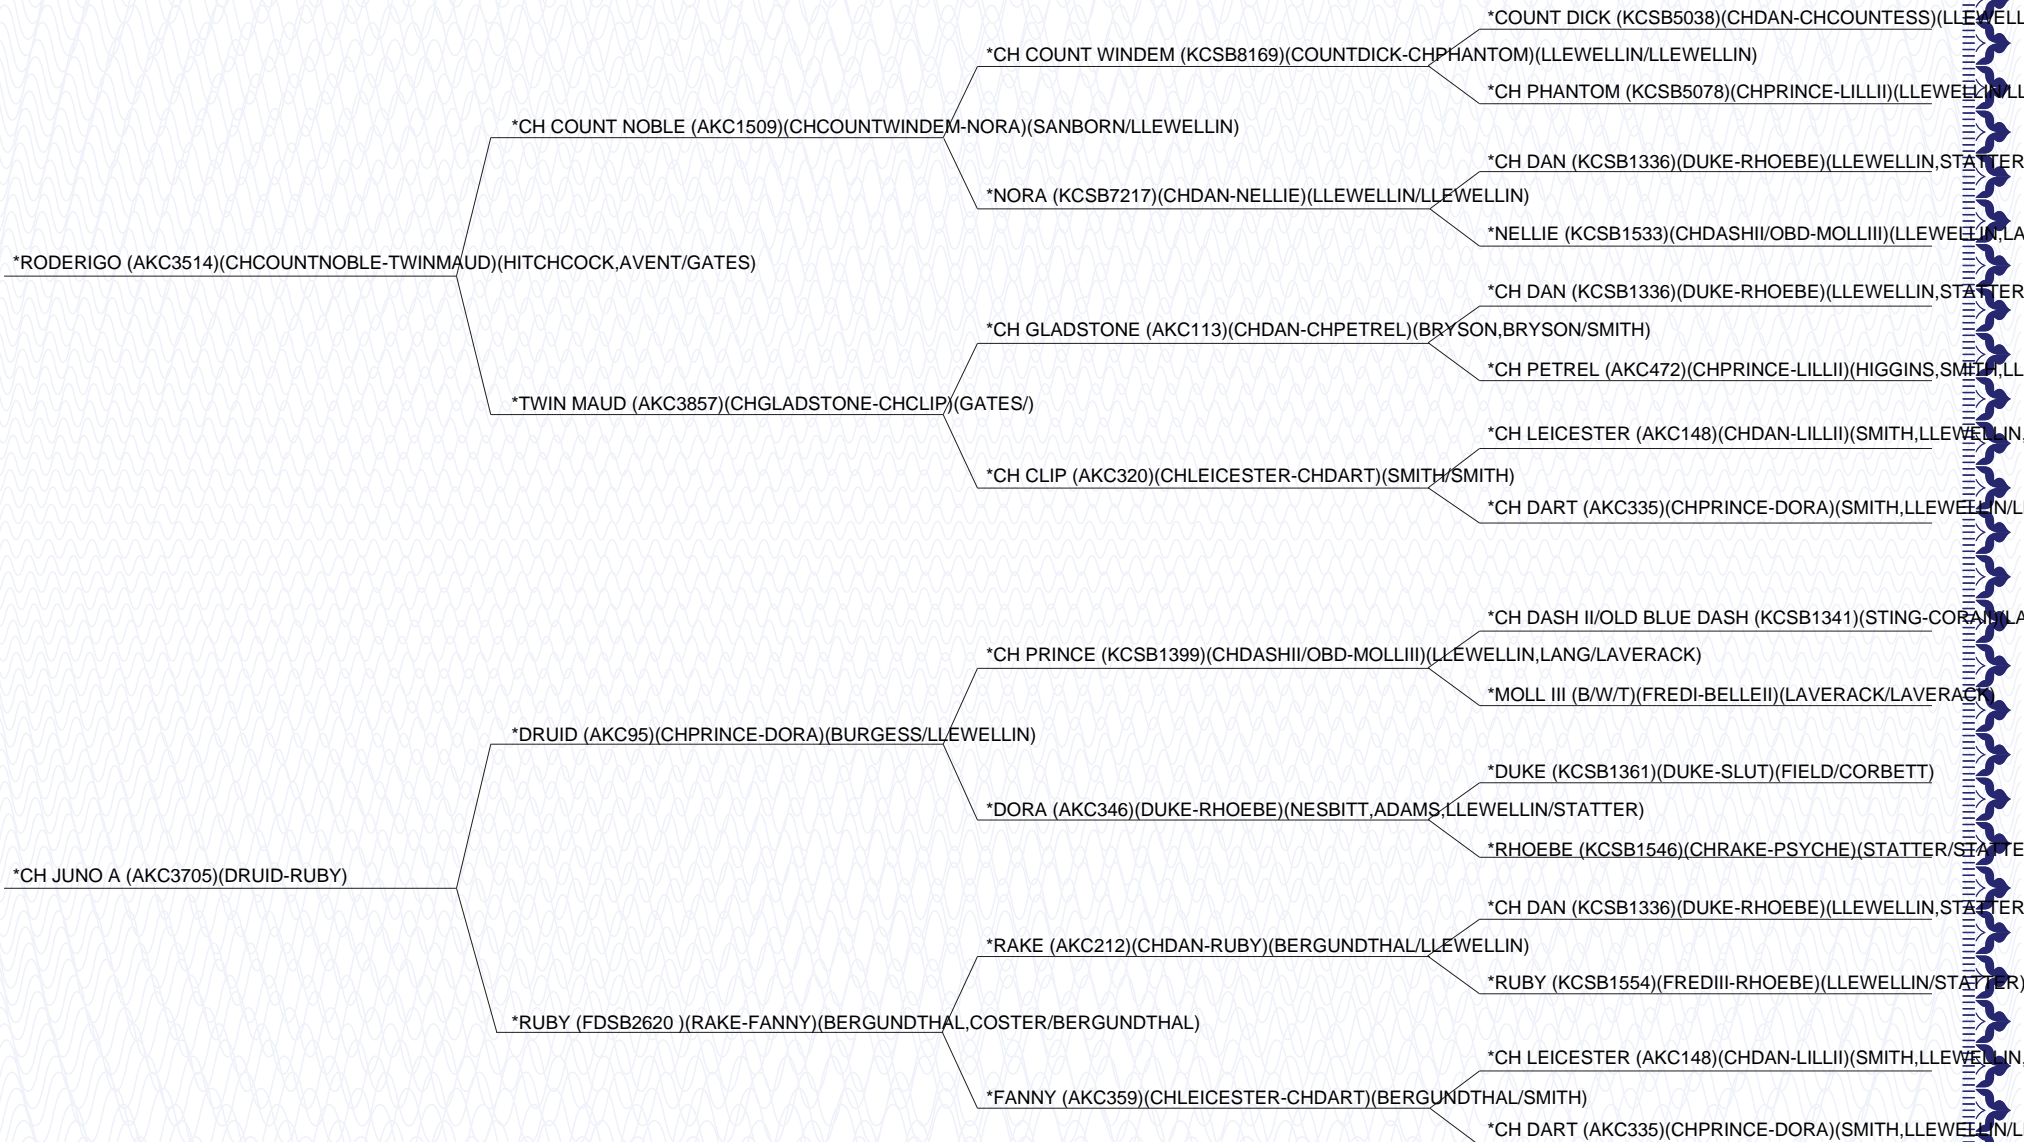 *COUNT DICK (KCSB5038)(CHDAN-CHCOUNTESS)(LLEWELL
*CH COUNT WINDEM (KCSB8169)(COUNTDICK-CHPHANTOM)(LLEWELLIN/LLEWELLIN)
*CH PHANTOM (KCSB5078)(CHPRINCE-LILLII)(LLEWELLIN/LL
*CH COUNT NOBLE (AKC1509)(CHCOUNTWINDEM-NORA)(SANBORN/LLEWELLIN)
*CH DAN (KCSB1336)(DUKE-RHOEBE)(LLEWELLIN,STATTER
*NORA (KCSB7217)(CHDAN-NELLIE)(LLEWELLIN/LLEWELLIN)
*NELLIE (KCSB1533)(CHDASHII/OBD-MOLLIII)(LLEWELLIN,LA
*RODERIGO (AKC3514)(CHCOUNTNOBLE-TWINMAUD)(HITCHCOCK,AVENT/GATES)
*CH DAN (KCSB1336)(DUKE-RHOEBE)(LLEWELLIN,STATTER
*CH GLADSTONE (AKC113)(CHDAN-CHPETREL)(BRYSON,BRYSON/SMITH)
*CH PETREL (AKC472)(CHPRINCE-LILLII)(HIGGINS,SMITH,LL
*TWIN MAUD (AKC3857)(CHGLADSTONE-CHCLIP)(GATES/)
*CH LEICESTER (AKC148)(CHDAN-LILLII)(SMITH,LLEWELLIN,
*CH CLIP (AKC320)(CHLEICESTER-CHDART)(SMITH/SMITH)
*CH DART (AKC335)(CHPRINCE-DORA)(SMITH,LLEWELLIN/L
*CH DASH II/OLD BLUE DASH (KCSB1341)(STING-CORAII)(LA
*CH PRINCE (KCSB1399)(CHDASHII/OBD-MOLLIII)(LLEWELLIN,LANG/LAVERACK)
*MOLL III (B/W/T)(FREDI-BELLEII)(LAVERACK/LAVERACK)
*DRUID (AKC95)(CHPRINCE-DORA)(BURGESS/LLEWELLIN)
*DUKE (KCSB1361)(DUKE-SLUT)(FIELD/CORBETT)
*DORA (AKC346)(DUKE-RHOEBE)(NESBITT,ADAMS,LLEWELLIN/STATTER)
*RHOEBE (KCSB1546)(CHRAKE-PSYCHE)(STATTER/STATTE
*CH JUNO A (AKC3705)(DRUID-RUBY)
*CH DAN (KCSB1336)(DUKE-RHOEBE)(LLEWELLIN,STATTER
*RAKE (AKC212)(CHDAN-RUBY)(BERGUNDTHAL/LLEWELLIN)
*RUBY (KCSB1554)(FREDIII-RHOEBE)(LLEWELLIN/STATTER)
*RUBY (FDSB2620 )(RAKE-FANNY)(BERGUNDTHAL,COSTER/BERGUNDTHAL)
*CH LEICESTER (AKC148)(CHDAN-LILLII)(SMITH,LLEWELLIN,
*FANNY (AKC359)(CHLEICESTER-CHDART)(BERGUNDTHAL/SMITH)
*CH DART (AKC335)(CHPRINCE-DORA)(SMITH,LLEWELLIN/L